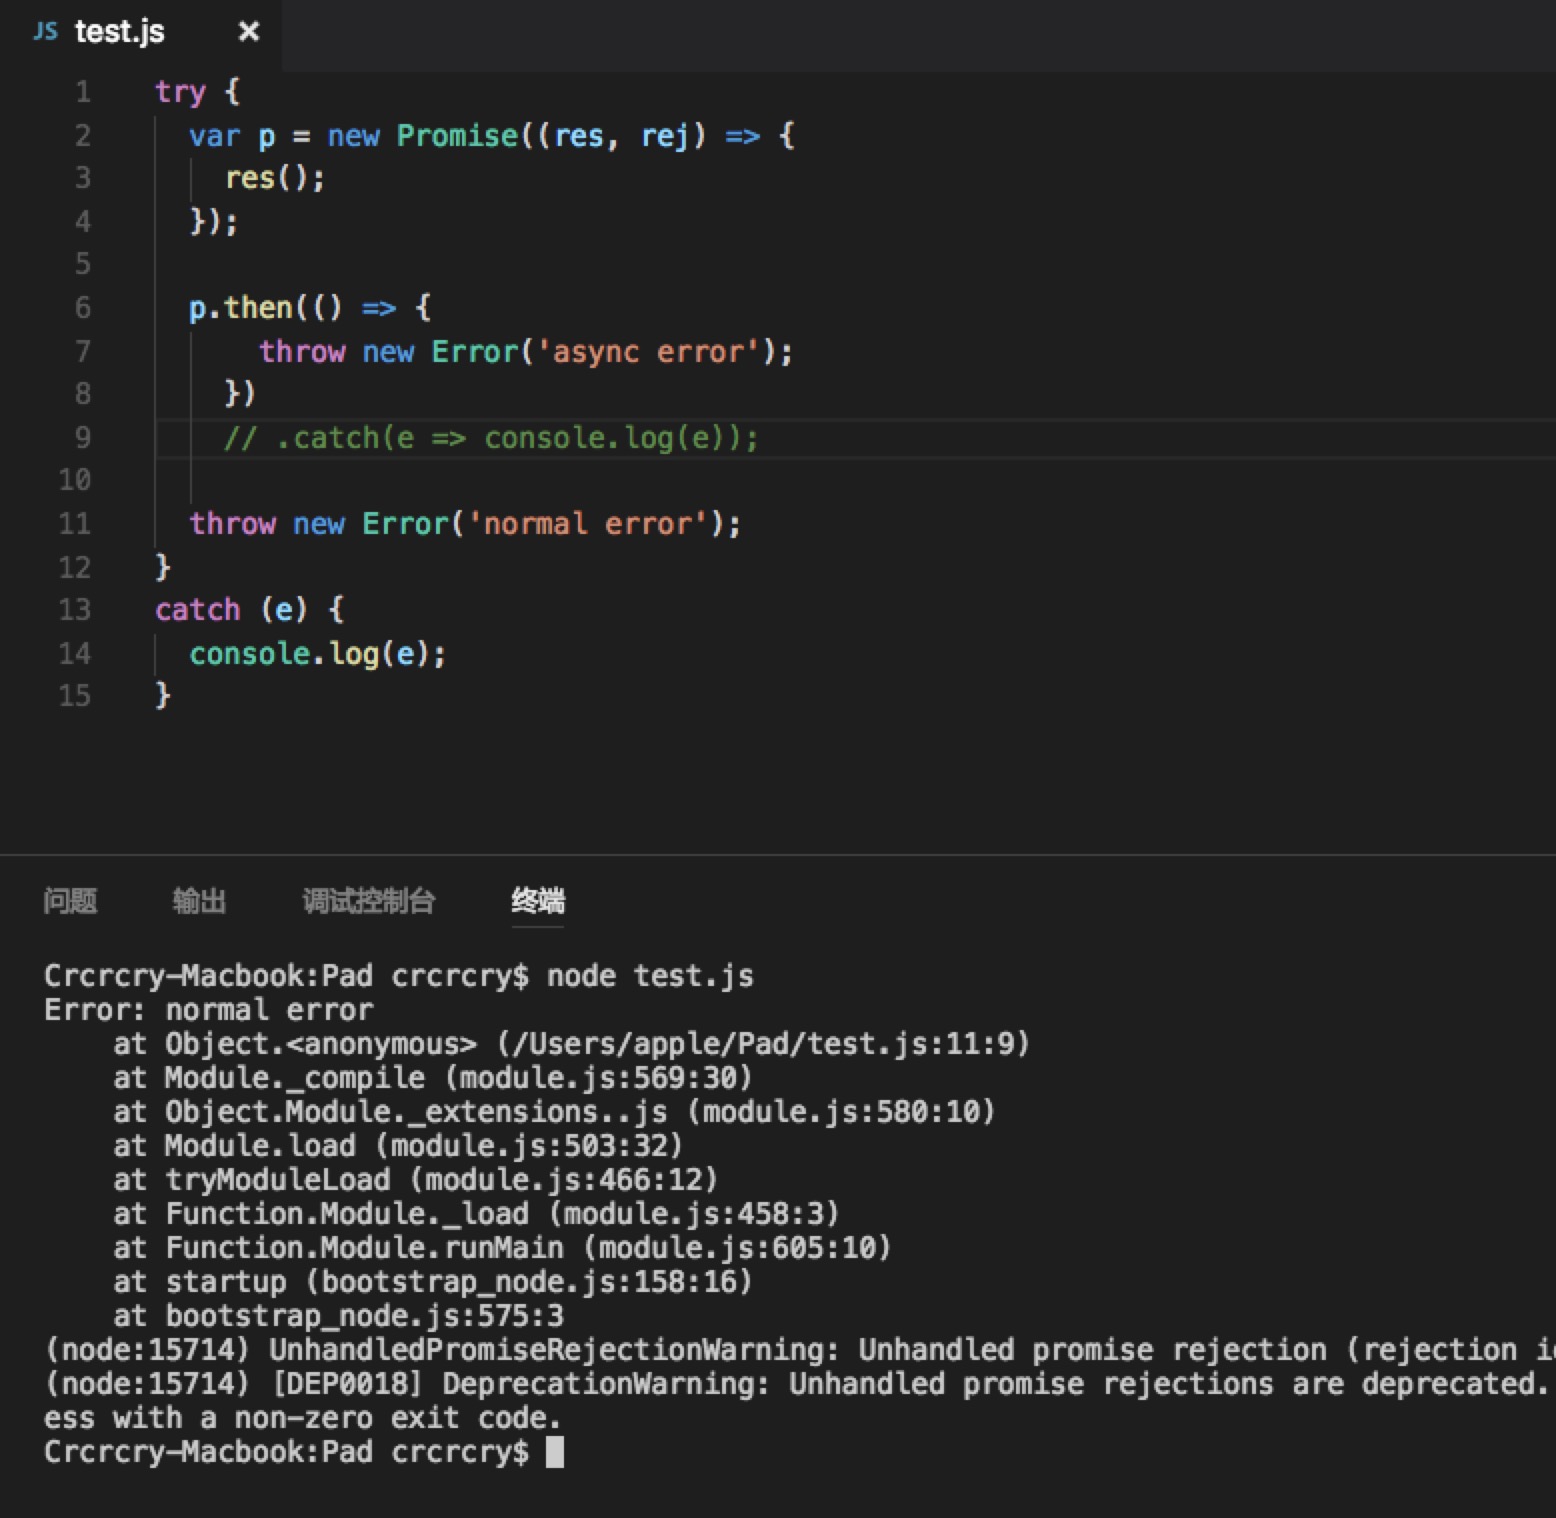 JS test.js ×
1 try {
2 var p = new Promise((res, rej) => {
3 res();
4 });
5
6 p.then(() => {
7 throw new Error('async error');
8 })
9 // .catch(e => console.log(e));
10
11 throw new Error('normal error');
12 }
13 catch (e) {
14 console.log(e);
15 }
问题 输出 调试控制台 终端
Crcrcry-Macbook:Pad crcrcry$ node test.js
Error: normal error
at Object.<anonymous> (/Users/apple/Pad/test.js:11:9)
at Module._compile (module.js:569:30)
at Object.Module._extensions..js (module.js:580:10)
at Module.load (module.js:503:32)
at tryModuleLoad (module.js:466:12)
at Function.Module._load (module.js:458:3)
at Function.Module.runMain (module.js:605:10)
at startup (bootstrap_node.js:158:16)
at bootstrap_node.js:575:3
(node:15714) UnhandledPromiseRejectionWarning: Unhandled promise rejection (rejection
(node:15714) [DEP0018] DeprecationWarning: Unhandled promise rejections are deprecated.
ess with a non-zero exit code.
Crcrcry-Macbook:Pad crcrcry$